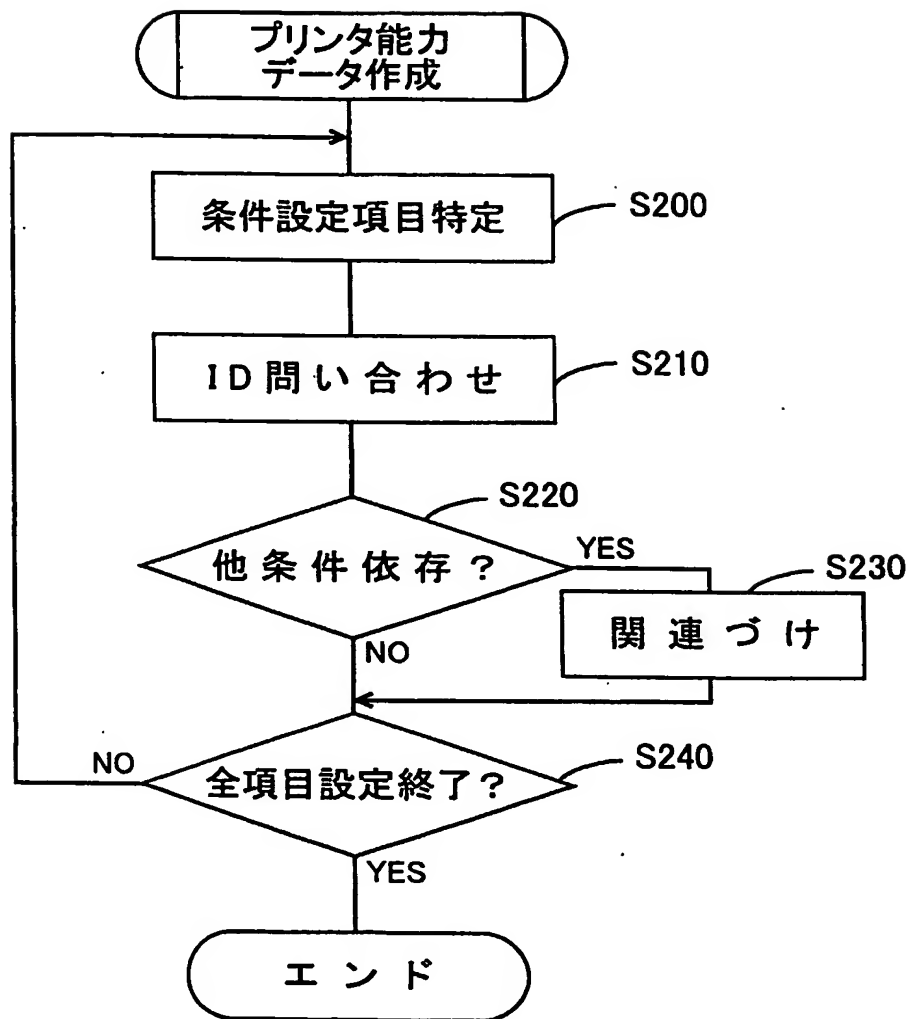 プリンタ能力
データ作成
条件設定項目特定
S200
ID問い合わせ
S210
S220
他条件依存?
YES
S230
関連づけ
NO
S240
NO
全項目設定終了?
YES
エンド